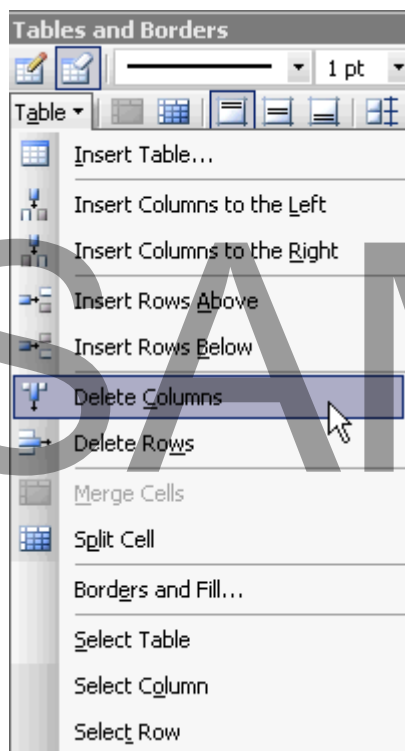 Tables and Borders
1 pt
Table
Insert Table...
Insert Columns to the Left
Insert Columns to the Right
Insert Rows Above
Insert Rows Below
Delete Columns
Delete Rows
Merge Cells
Split Cell
Borders and Fill...
Select Table
Select Column
Select Row